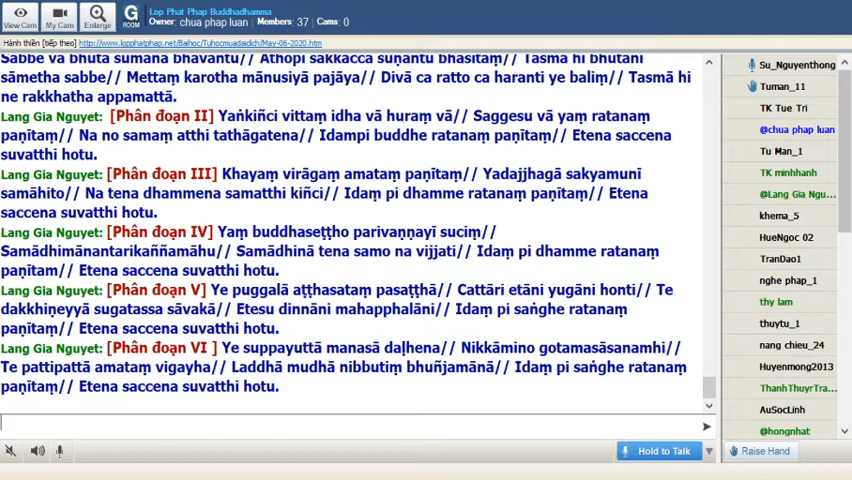 Lop Phat Phap Buddhadhamma
Owner: chua phap luan Members: 37 Cams: 0
View Cam My Cam Enlarge G ROOM
Hành thiền [tiếp theo] http://www.lopphatphap.net/Baihoc/Tuhocmuadaidich/May-06-2020.htm
Sabbe va bhutā sumanā bhavantu// Athopi sakkacca suṇantu bhāsitaṃ// Tasmā hi bhutāni
sāmetha sabbe// Mettaṃ karotha mānusiyā pajāya// Divā ca ratto ca haranti ye baliṃ// Tasmā hi
ne rakkhatha appamattā.
Lang Gia Nguyet: [Phân đoạn II] Yaṅkiñci vittaṃ idha vā huraṃ vā// Saggesu vā yaṃ ratanaṃ
paṇītaṃ// Na no samaṃ atthi tathāgatena// Idampi buddhe ratanaṃ paṇītaṃ// Etena saccena
suvatthi hotu.
Lang Gia Nguyet: [Phân đoạn III] Khayaṃ virāgaṃ amataṃ paṇītaṃ// Yadajjhagā sakyamunī
samāhito// Na tena dhammena samatthi kiñci// Idaṃ pi dhamme ratanaṃ paṇītaṃ// Etena
saccena suvatthi hotu.
Lang Gia Nguyet: [Phân đoạn IV] Yaṃ buddhaseṭṭho parivaṇṇayī suciṃ//
Samādhimānantarikaññamāhu// Samādhinā tena samo na vijjati// Idaṃ pi dhamme ratanaṃ
paṇītaṃ// Etena saccena suvatthi hotu.
Lang Gia Nguyet: [Phân đoạn V] Ye puggalā aṭṭhasataṃ pasaṭṭhā// Cattāri etāni yugāni honti// Te
dakkhiṇeyyā sugatassa sāvakā// Etesu dinnāni mahapphalāni// Idaṃ pi saṅghe ratanaṃ
paṇītaṃ// Etena saccena suvatthi hotu.
Lang Gia Nguyet: [Phân đoạn VI ] Ye suppayuttā manasā daḷhena// Nikkāmino gotamasāsanamhi//
Te pattipattā amataṃ vigayha// Laddhā mudhā nibbutiṃ bhuñjamānā// Idaṃ pi saṅghe ratanaṃ
paṇītaṃ// Etena saccena suvatthi hotu.
Hold to Talk
Su_Nguyenthong
Tuman_11
TK Tue Tri
@chua phap luan
Tu Man_1
TK minhhanh
@Lang Gia Ngu...
khema_5
HueNgoc 02
TranDao1
nghe phap_1
thy lam
thuytu_1
nang chieu_24
Huyenmong2013
ThanhThuyrTra...
AuSocLinh
@hongnhat
Raise Hand